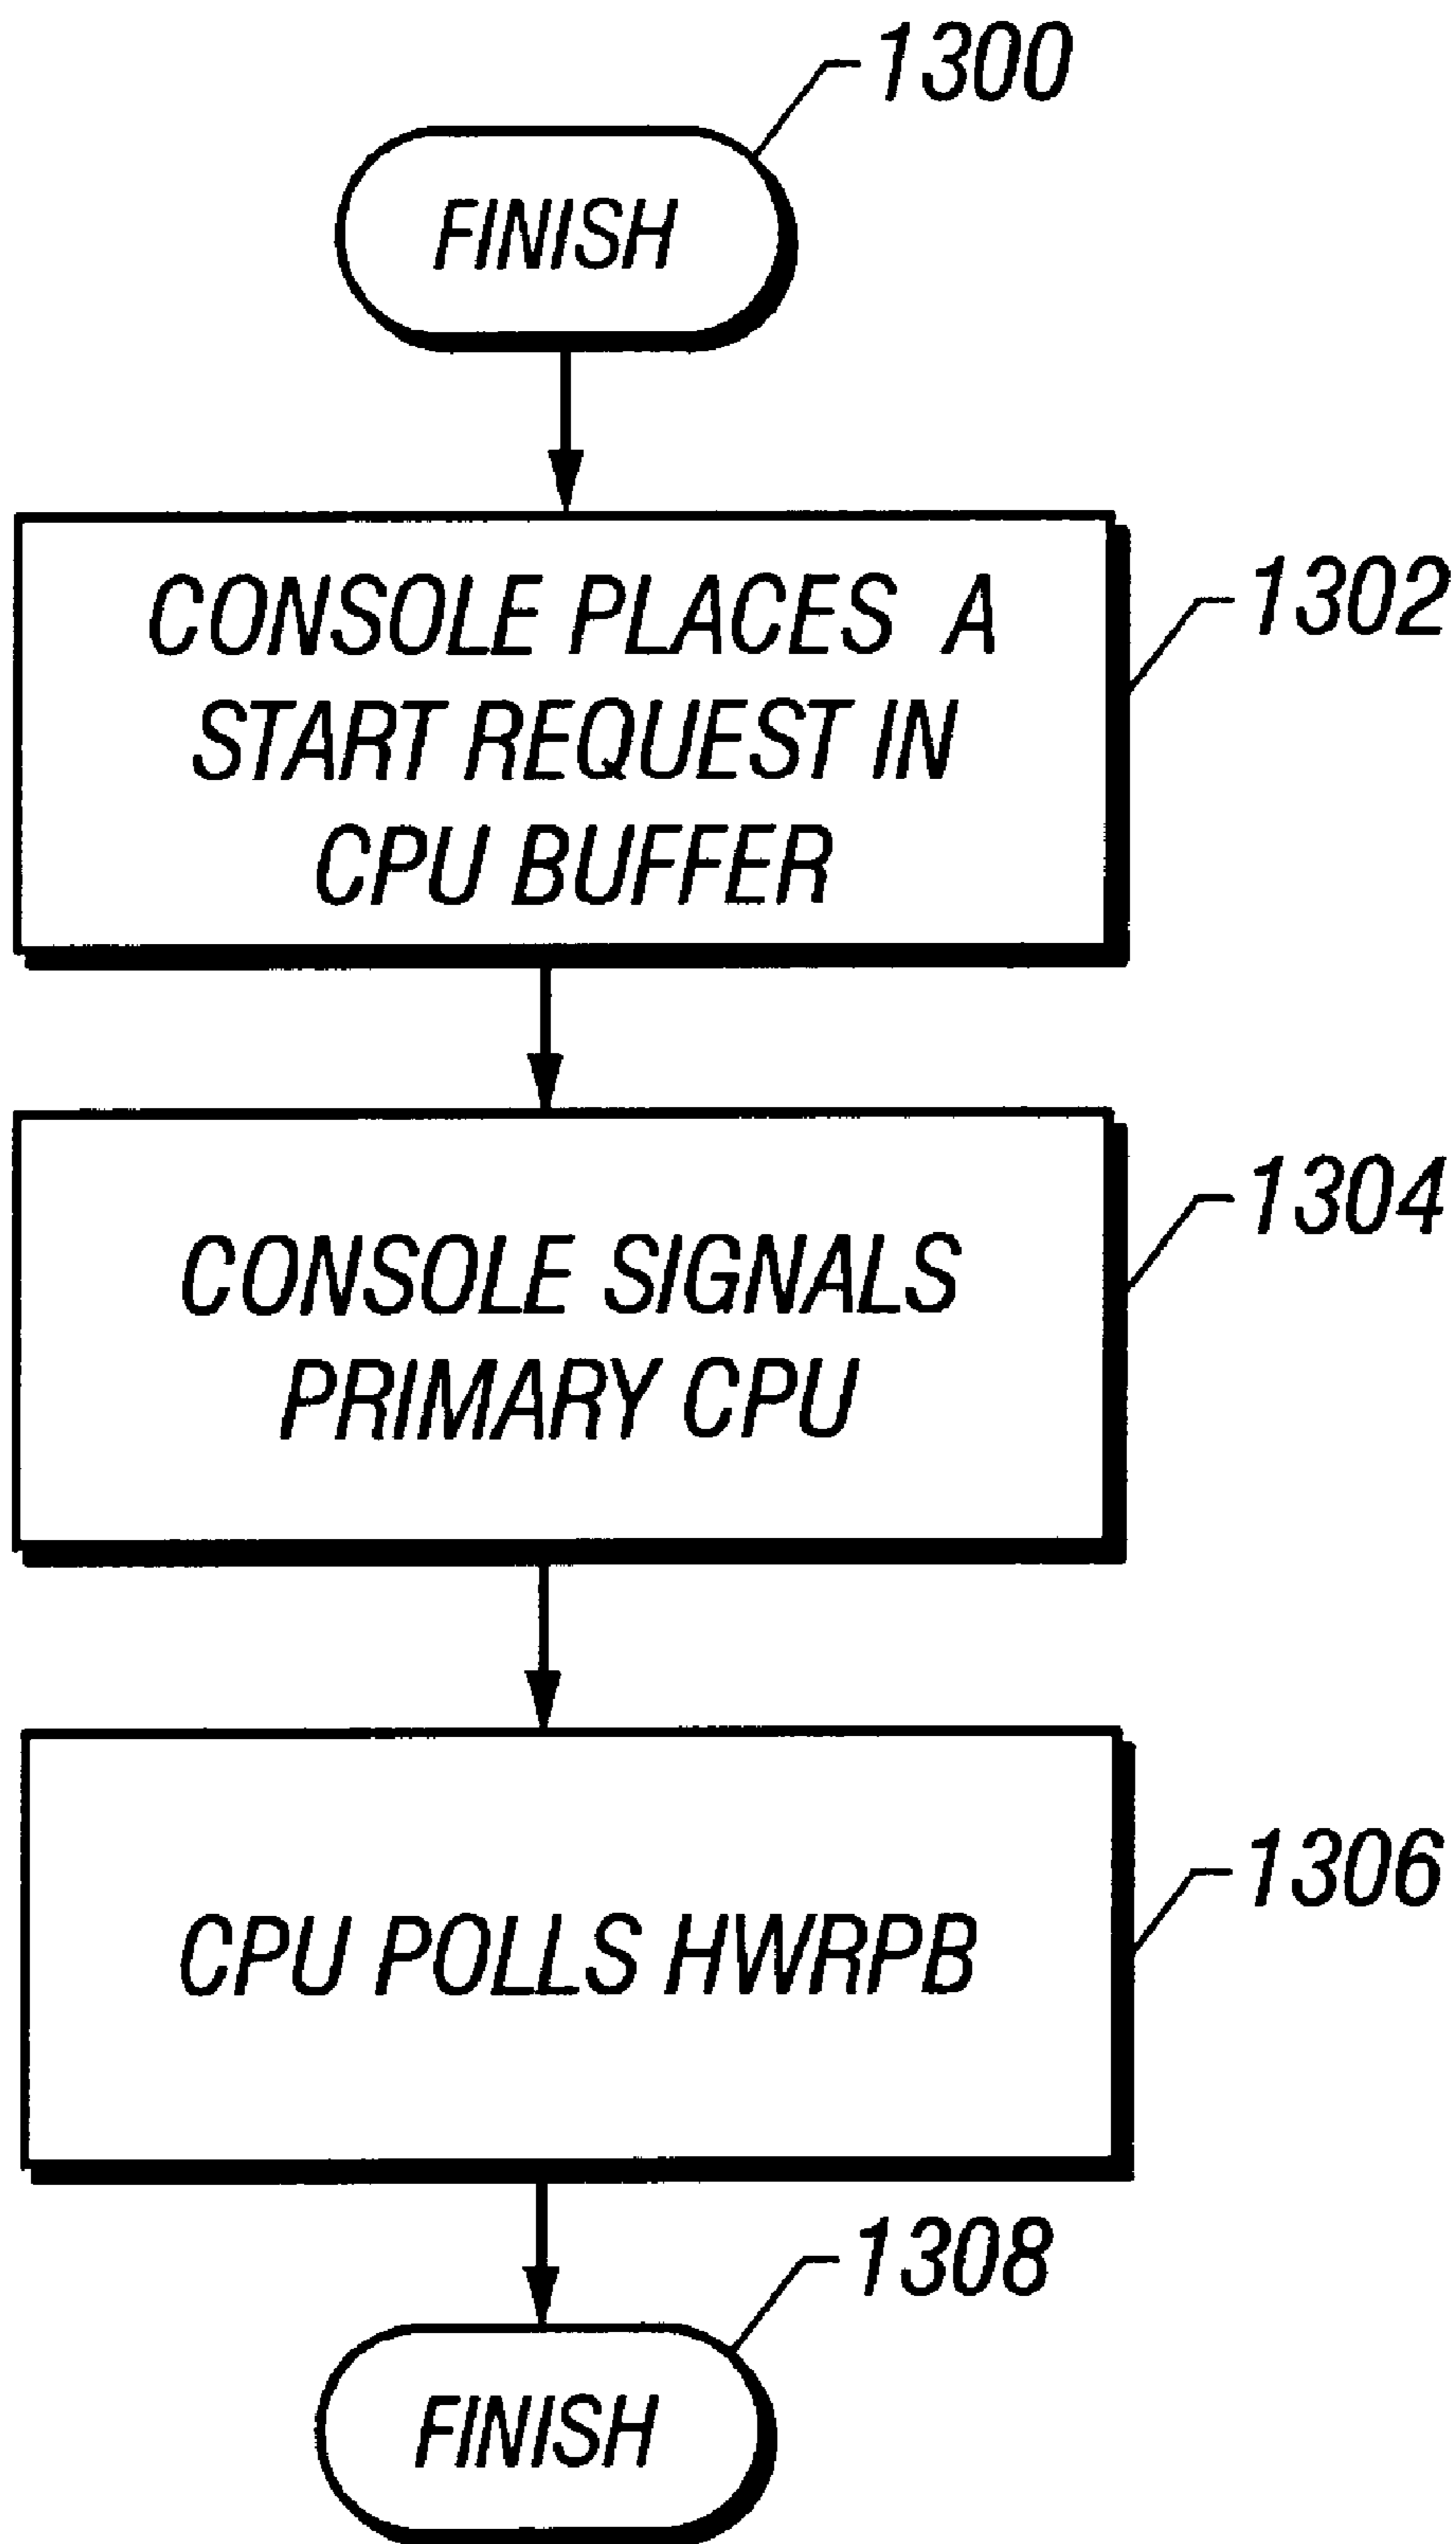 1300
FINISH
CONSOLE PLACES A
START REQUEST IN
CPU BUFFER
1302
CONSOLE SIGNALS
PRIMARY CPU
1304
CPU POLLS HWRPB
1306
1308
FINISH